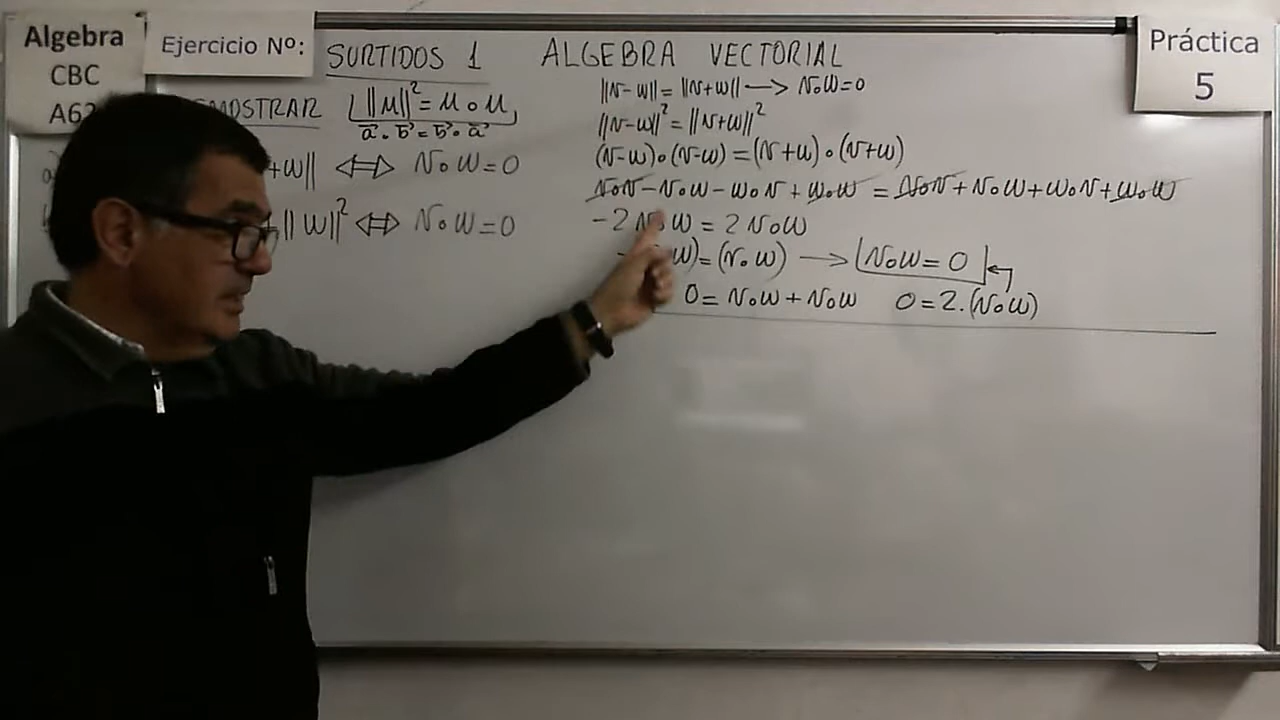 Algebra
CBC
A62
Ejercicio Nº:
SURTIDOS 1 ALGEBRA VECTORIAL
Práctica
5
MOSTRAR ||u||² = u∘u
a⃗ . b⃗ = b⃗ ∘ a⃗
+w|| ⟺ v∘w=0
+||w||² ⟺ v∘w=0
||v-w|| = ||v+w|| → v∘w=0
||v-w||² = ||v+w||²
(v-w)∘(v-w) = (v+w)∘(v+w)
v∘v - v∘w - w∘v + w∘w = v∘v + v∘w + w∘v + w∘w
-2 v∘w = 2 v∘w
w) = (v∘w) → v∘w = 0
0 = v∘w + v∘w 0 = 2.(v∘w)